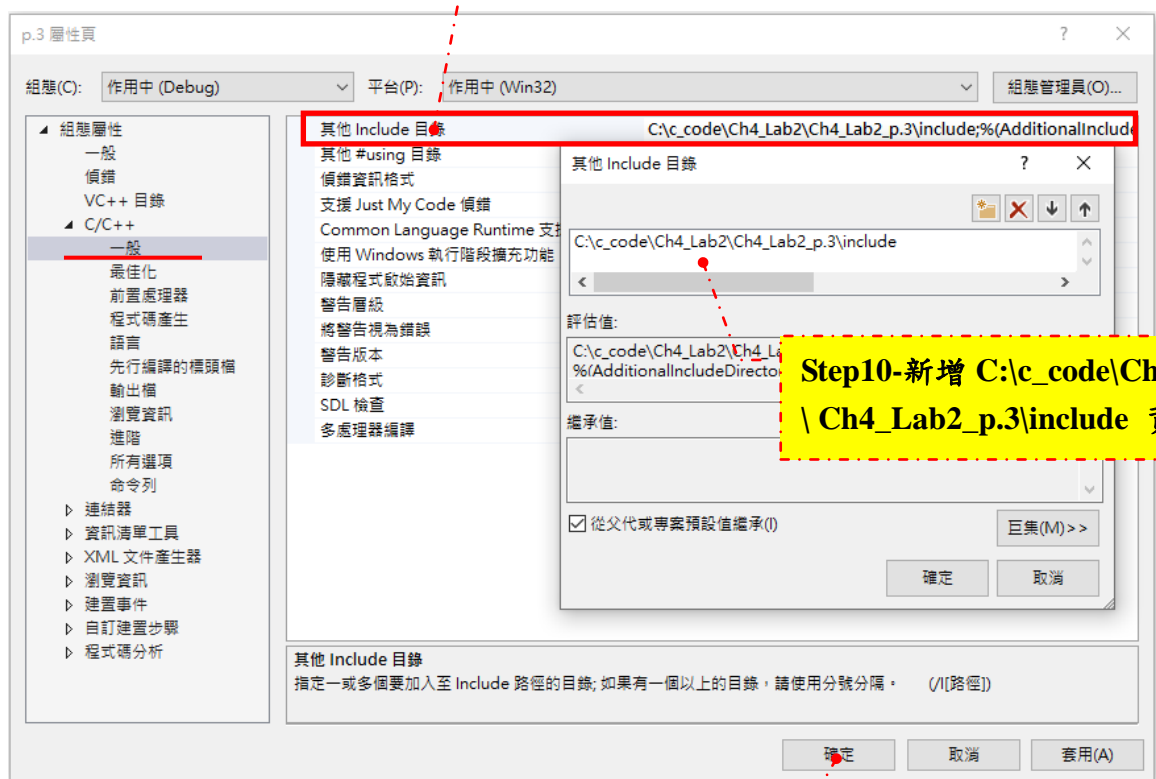 p.3 屬性頁
?
組態(C): 作用中 (Debug) 平台(P): 作用中 (Win32) 組態管理員(O)...
組態屬性
一般
偵錯
VC++ 目錄
C/C++
一般
最佳化
前置處理器
程式碼產生
語言
先行編譯的標頭檔
輸出檔
瀏覽資訊
進階
所有選項
命令列
連結器
資訊清單工具
XML 文件產生器
瀏覽資訊
建置事件
自訂建置步驟
程式碼分析
其他 Include 目錄 C:\c_code\Ch4_Lab2\Ch4_Lab2_p.3\include;%(AdditionalInclude
其他 #using 目錄
偵錯資訊格式
支援 Just My Code 偵錯
Common Language Runtime
使用 Windows 執行階段擴充功能
隱藏程式啟始資訊
警告層級
將警告視為錯誤
警告版本
診斷格式
SDL 檢查
多處理器編譯
其他 Include 目錄
?
C:\c_code\Ch4_Lab2\Ch4_Lab2_p.3\include
評估值:
C:\c_code\Ch4_Lab2\Ch4_La
%(AdditionalIncludeDirecto
Step10-新增 C:\c_code\Ch
\ Ch4_Lab2_p.3\include
繼承值:
從父代或專案預設值繼承(I)
巨集(M)>>
確定 取消
其他 Include 目錄
指定一或多個要加入至 Include 路徑的目錄; 如果有一個以上的目錄，請使用分號分隔。 (/I[路徑])
確定 取消 套用(A)